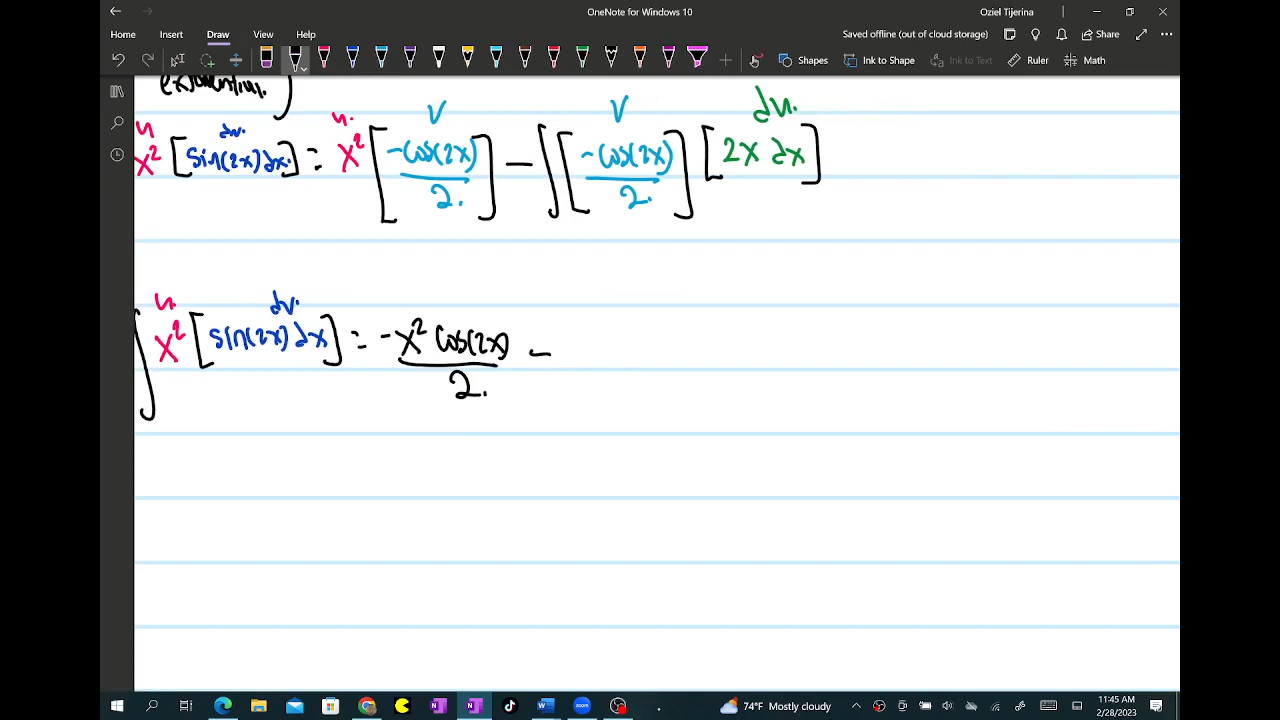 OneNote for Windows 10
Oziel Tijerina
Home Insert Draw View Help
Saved offline (out of cloud storage)
Share
Shapes
Ink to Shape
Ink to Text
Ruler
Math
u dv. u. V V du.
x² [sin(2x)dx.] = x² [-cos(2x)/2.] - ∫[-cos(2x)/2.] [2x dx]
u. dv.
∫ x² [sin(2x)dx] = -x² cos(2x)/2. -
74°F Mostly cloudy
11:45 AM
2/28/2023